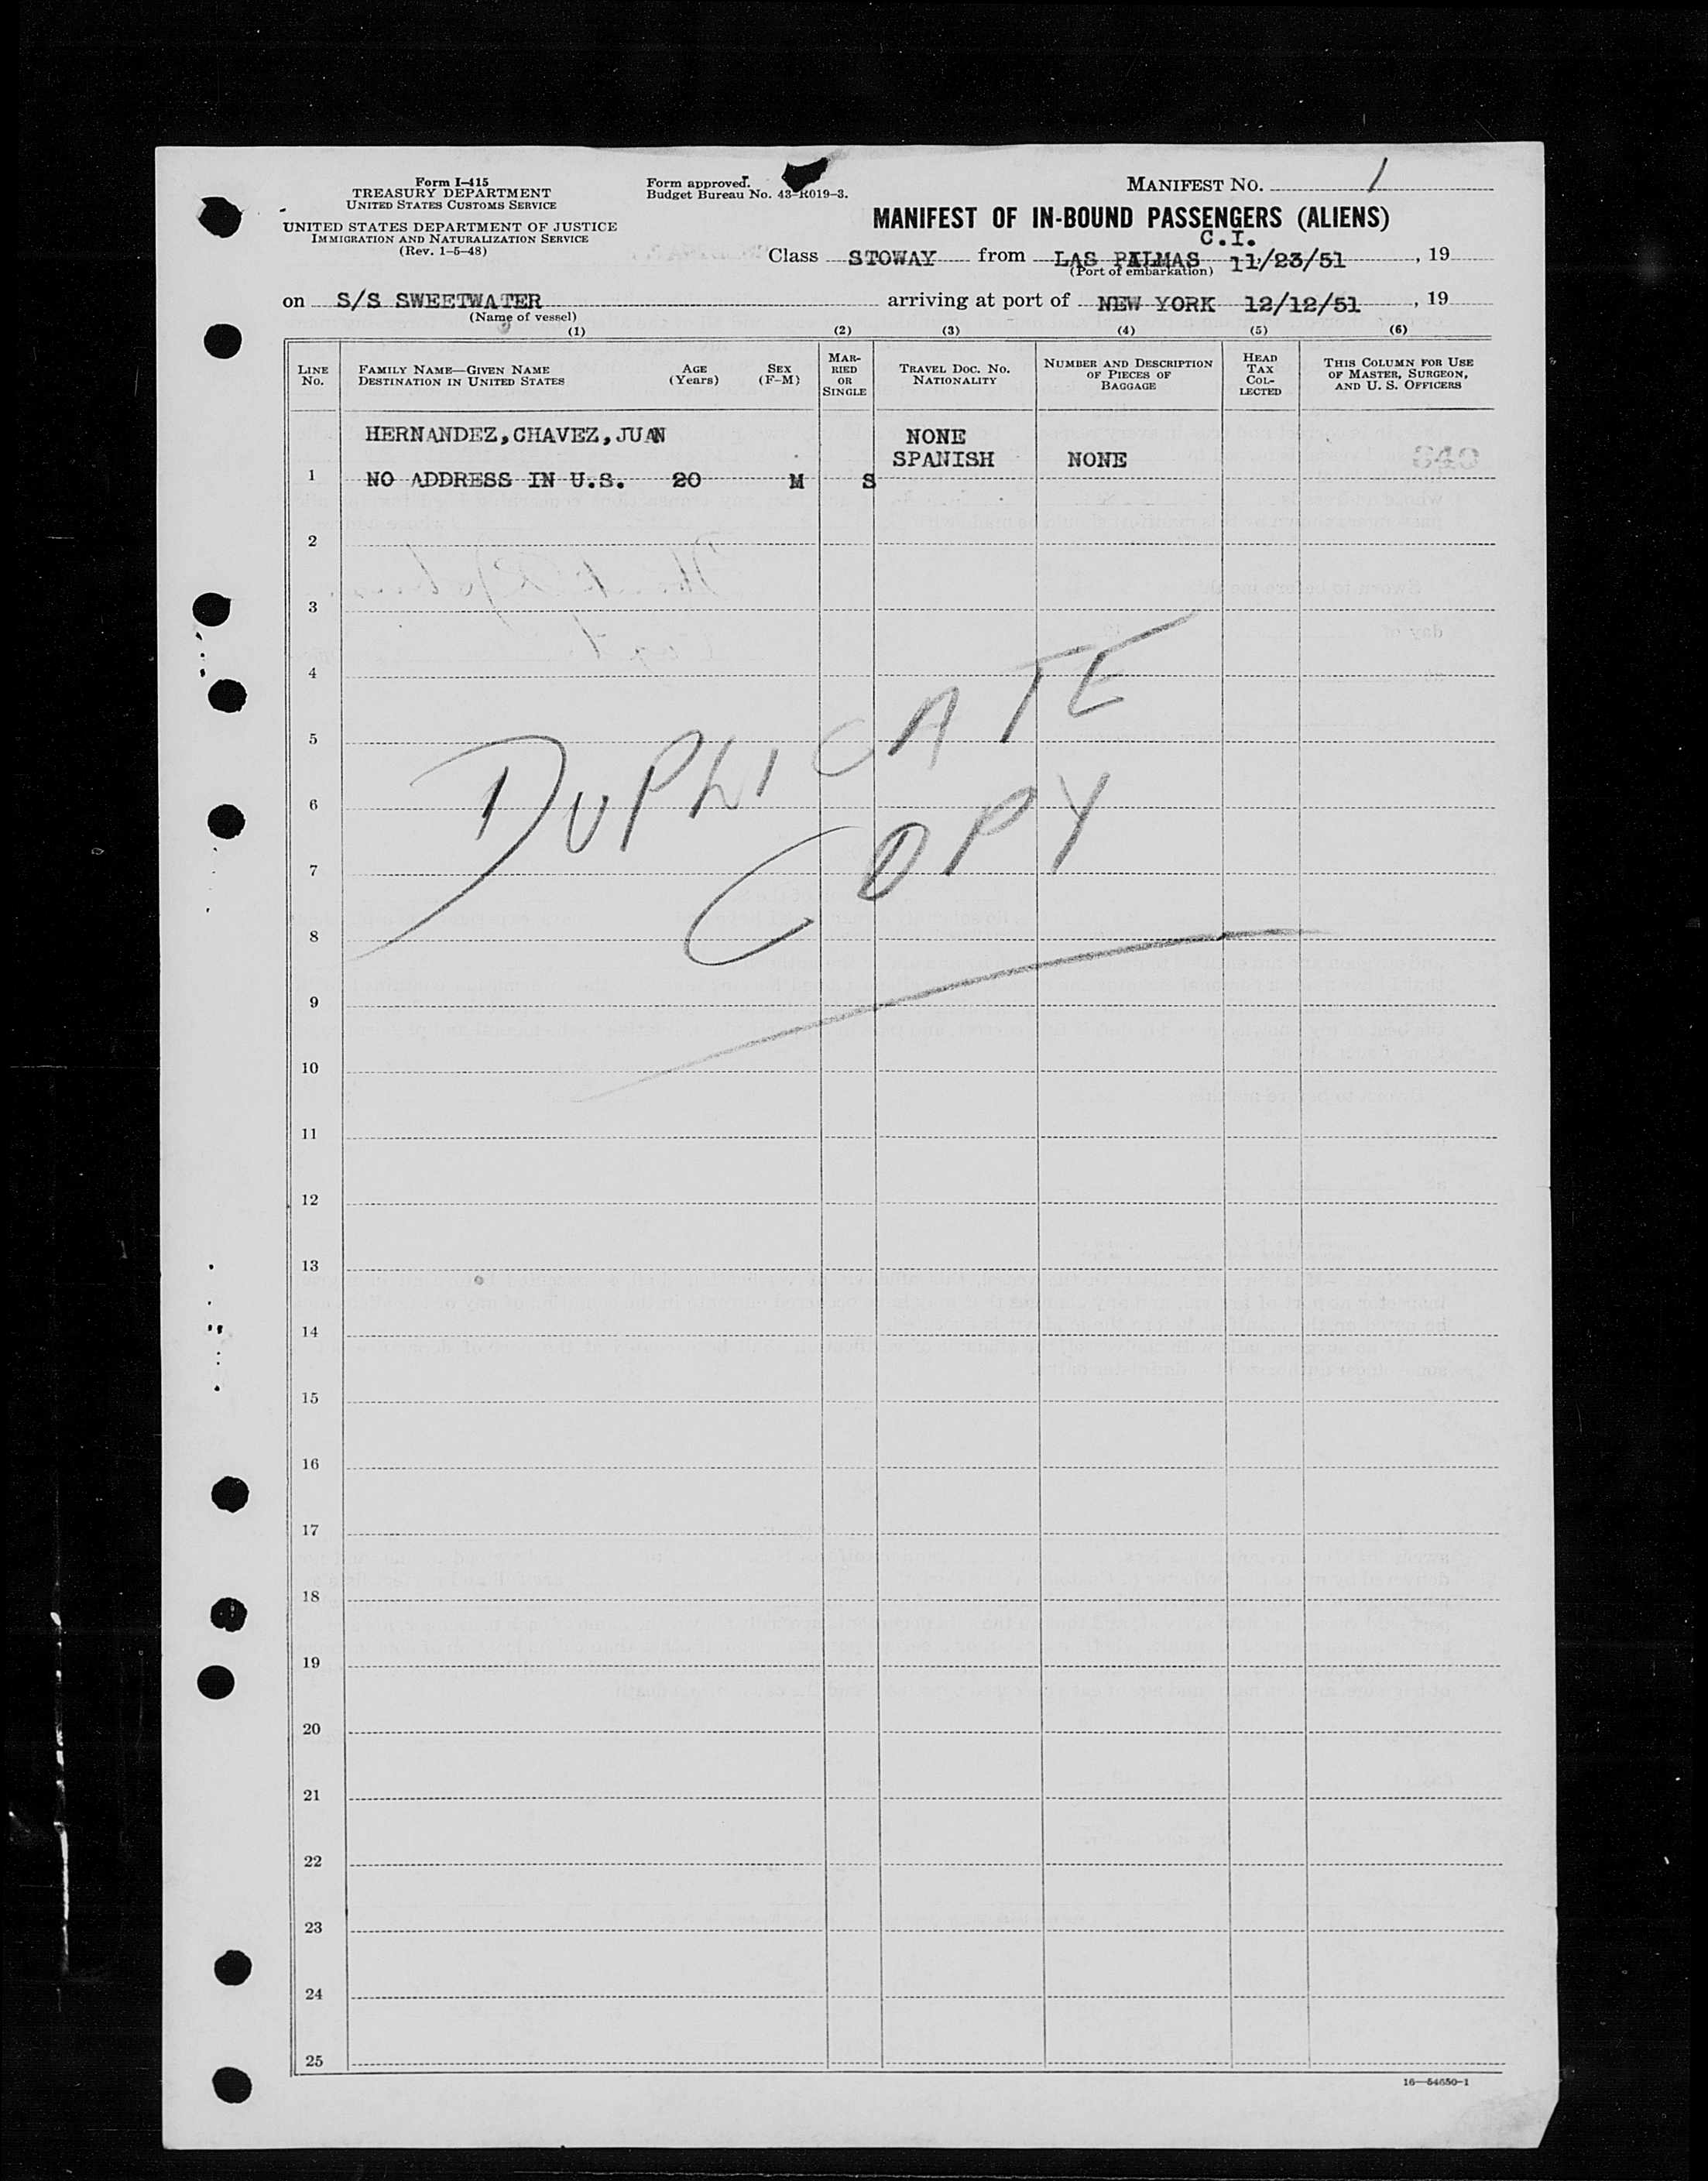 Form I-415
TREASURY DEPARTMENT
UNITED STATES CUSTOMS SERVICE
UNITED STATES DEPARTMENT OF JUSTICE
IMMIGRATION AND NATURALIZATION SERVICE
(Rev. 1-5-48)
Form approved.
Budget Bureau No. 43-R019-3.
MANIFEST NO. 1
MANIFEST OF IN-BOUND PASSENGERS (ALIENS)
C.I.
Class STOWAY from LAS PALMAS 11/23/51, 19
(Port of embarkation)
on S/S SWEETWATER arriving at port of NEW YORK 12/12/51, 19
(Name of vessel)
(1) (2) (3) (4) (5) (6)
LINE No.
FAMILY NAME—GIVEN NAME
DESTINATION IN UNITED STATES
AGE (Years)
SEX (F-M)
MARRIED OR SINGLE
TRAVEL DOC. NO.
NATIONALITY
NUMBER AND DESCRIPTION
OF PIECES OF
BAGGAGE
HEAD
TAX
COL-
LECTED
THIS COLUMN FOR USE
OF MASTER, SURGEON,
AND U. S. OFFICERS
HERNANDEZ,CHAVEZ,JUAN NONE
SPANISH NONE
1 NO ADDRESS IN U.S. 20 M S
2
3
4
DUPLICATE
5
6
COPY
7
8
9
10
11
12
13
14
15
16
17
18
19
20
21
22
23
24
25
16—54650-1